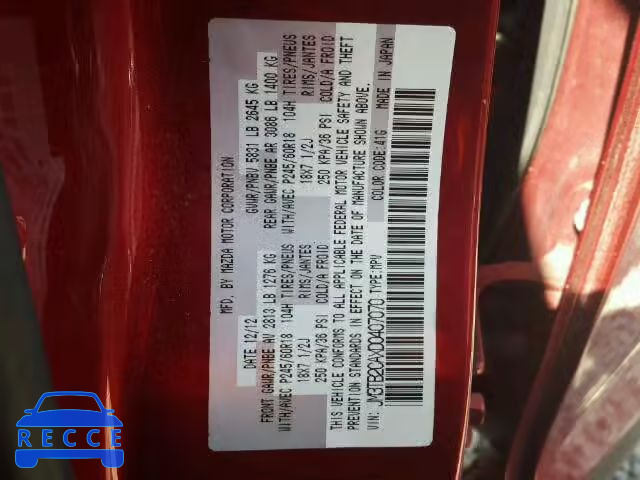 MFD. BY MAZDA MOTOR CORPORATION
DATE 12/12 GVWR/PNBV 5831 LB 2645 KG
FRONT GAWR/PNBE AV 2813 LB 1276 KG REAR GAWR/PNBE AR 3086 LB 1400 KG
WITH/AVEC P245/60R18 104H TIRES/PNEUS WITH/AVEC P245/60R18 104H TIRES/PNEUS
18X7 1/2J RIMS/JANTES 18X7 1/2J RIMS/JANTES
250 KPA/36 PSI COLD/A FROID 250 KPA/36 PSI COLD/A FROID
THIS VEHICLE CONFORMS TO ALL APPLICABLE FEDERAL MOTOR VEHICLE SAFETY AND THEFT
PREVENTION STANDARDS IN EFFECT ON THE DATE OF MANUFACTURE SHOWN ABOVE.
VIN: JM3TB2DAXD0407070 TYPE:MPV COLOR CODE:41G MADE IN JAPAN
RECCE